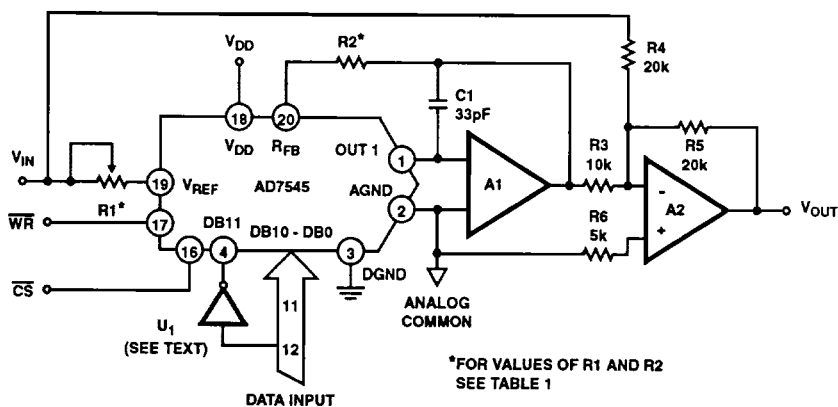 V_DD
R2*
R4
20k
C1
33pF
18
20
V_DD
R_FB
OUT 1
1
R3
10k
R5
20k
V_IN
19
V_REF
AD7545
A1
AGND
2
R1*
17
W̅R̅
DB11
DB10 - DB0
R6
5k
-
+
A2
V_OUT
16
4
3
DGND
C̅S̅
ANALOG
COMMON
U_1
(SEE TEXT)
11
12
DATA INPUT
*FOR VALUES OF R1 AND R2
SEE TABLE 1